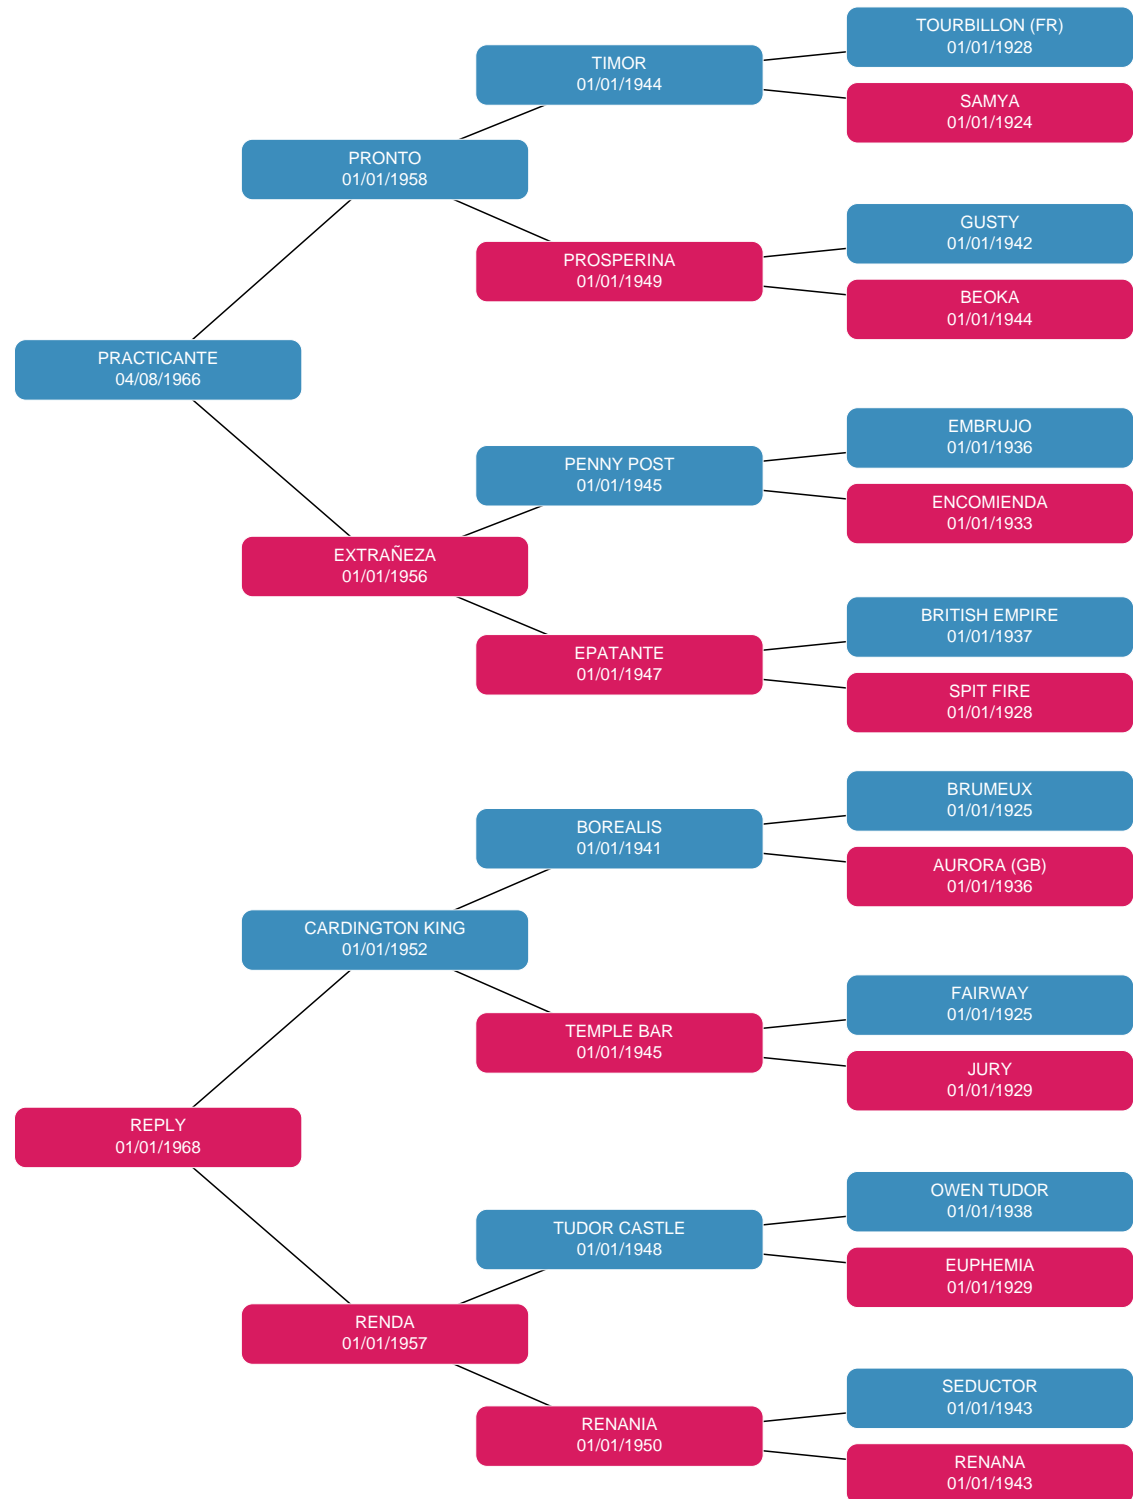 TOURBILLON (FR)
01/01/1928
TIMOR
01/01/1944
SAMYA
01/01/1924
PRONTO
01/01/1958
GUSTY
01/01/1942
PROSPERINA
01/01/1949
BEOKA
01/01/1944
PRACTICANTE
04/08/1966
EMBRUJO
01/01/1936
PENNY POST
01/01/1945
ENCOMIENDA
01/01/1933
EXTRAÑEZA
01/01/1956
BRITISH EMPIRE
01/01/1937
EPATANTE
01/01/1947
SPIT FIRE
01/01/1928
BRUMEUX
01/01/1925
BOREALIS
01/01/1941
AURORA (GB)
01/01/1936
CARDINGTON KING
01/01/1952
FAIRWAY
01/01/1925
TEMPLE BAR
01/01/1945
JURY
01/01/1929
REPLY
01/01/1968
OWEN TUDOR
01/01/1938
TUDOR CASTLE
01/01/1948
EUPHEMIA
01/01/1929
RENDA
01/01/1957
SEDUCTOR
01/01/1943
RENANIA
01/01/1950
RENANA
01/01/1943